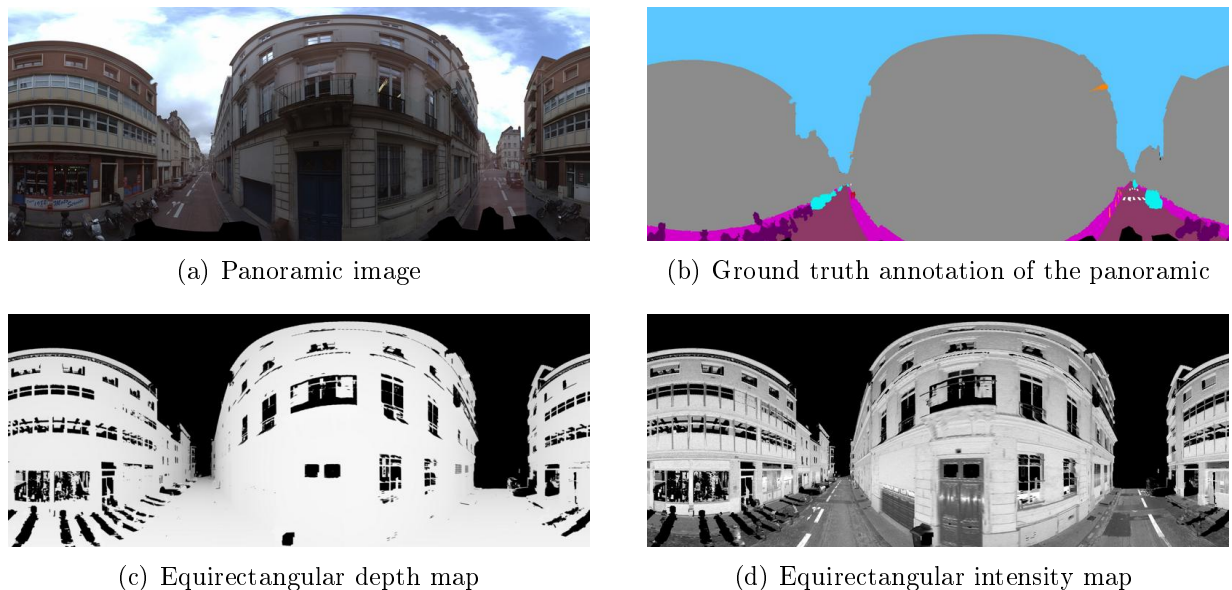 (a) Panoramic image
(b) Ground truth annotation of the panoramic
(c) Equirectangular depth map
(d) Equirectangular intensity map